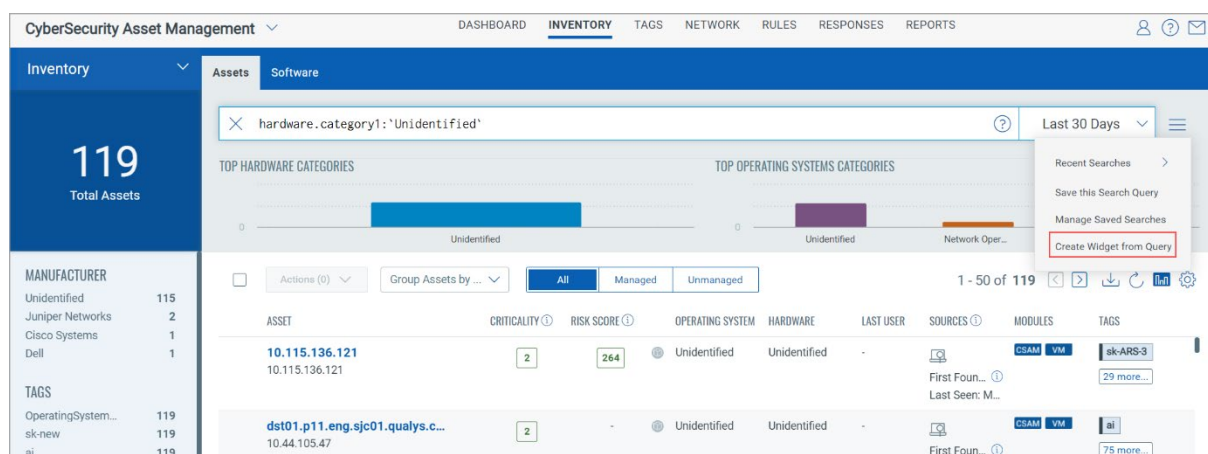 CyberSecurity Asset Management
DASHBOARD INVENTORY TAGS NETWORK RULES RESPONSES REPORTS
Inventory
Assets Software
119
Total Assets
hardware.category1:`Unidentified`
Last 30 Days
Recent Searches
Save this Search Query
Manage Saved Searches
Create Widget from Query
TOP HARDWARE CATEGORIES
0
Unidentified
TOP OPERATING SYSTEMS CATEGORIES
0
Unidentified Network Oper...
MANUFACTURER
Unidentified 115
Juniper Networks 2
Cisco Systems 1
Dell 1
TAGS
OperatingSystem... 119
sk-new 119
ai 119
Actions (0) Group Assets by ... All Managed Unmanaged 1 - 50 of 119
ASSET CRITICALITY RISK SCORE OPERATING SYSTEM HARDWARE LAST USER SOURCES MODULES TAGS
10.115.136.121 2 264 Unidentified Unidentified - CSAM VM sk-ARS-3
10.115.136.121
First Foun... 29 more...
Last Seen: M...
dst01.p11.eng.sjc01.qualys.c... 2 - Unidentified Unidentified - CSAM VM ai
10.44.105.47
First Foun... 75 more...